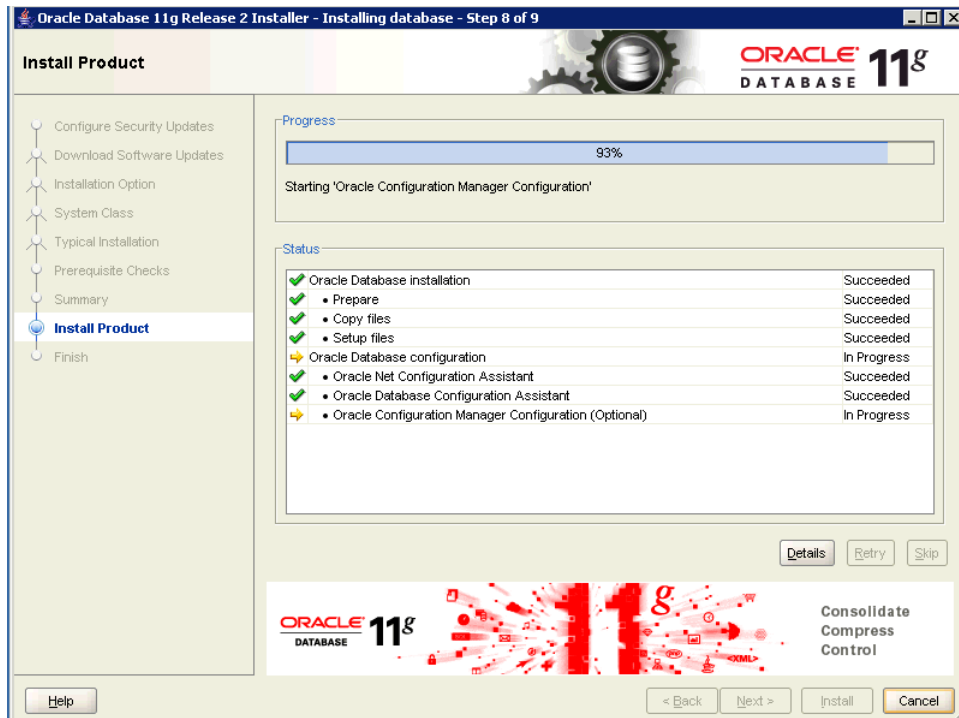 Oracle Database 11g Release 2 Installer - Installing database - Step 8 of 9
Install Product
ORACLE 11g
DATABASE
Configure Security Updates
Download Software Updates
Installation Option
System Class
Typical Installation
Prerequisite Checks
Summary
Install Product
Finish
Progress
93%
Starting 'Oracle Configuration Manager Configuration'
Status
Oracle Database installation Succeeded
• Prepare Succeeded
• Copy files Succeeded
• Setup files Succeeded
Oracle Database configuration In Progress
• Oracle Net Configuration Assistant Succeeded
• Oracle Database Configuration Assistant Succeeded
• Oracle Configuration Manager Configuration (Optional) In Progress
Details Retry Skip
ORACLE 11g
DATABASE
11g
<XML>
php
Consolidate
Compress
Control
Help < Back Next > Install Cancel